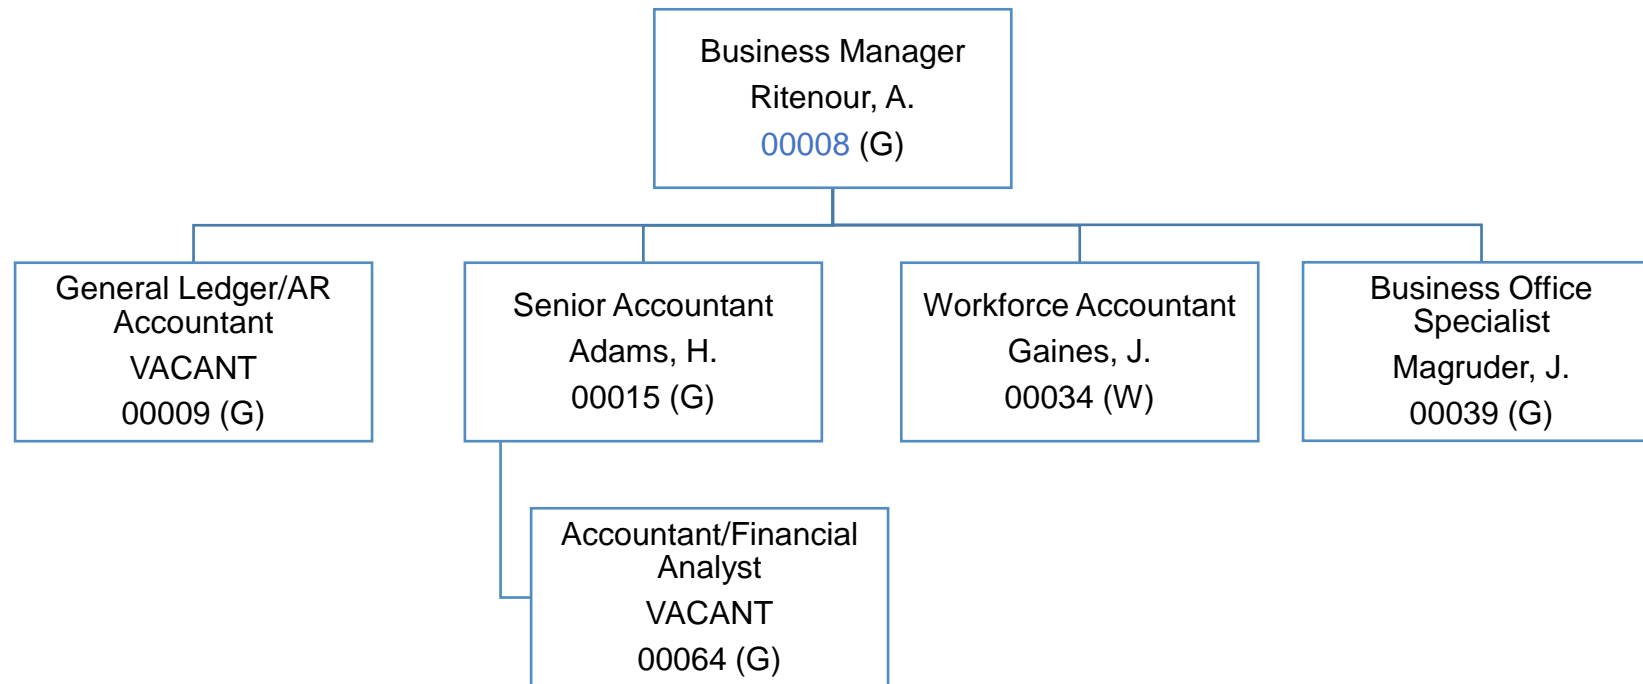 Business Manager
Ritenour, A.
00008 (G)
General Ledger/AR
Accountant
VACANT
00009 (G)
Senior Accountant
Adams, H.
00015 (G)
Workforce Accountant
Gaines, J.
00034 (W)
Business Office
Specialist
Magruder, J.
00039 (G)
Accountant/Financial
Analyst
VACANT
00064 (G)